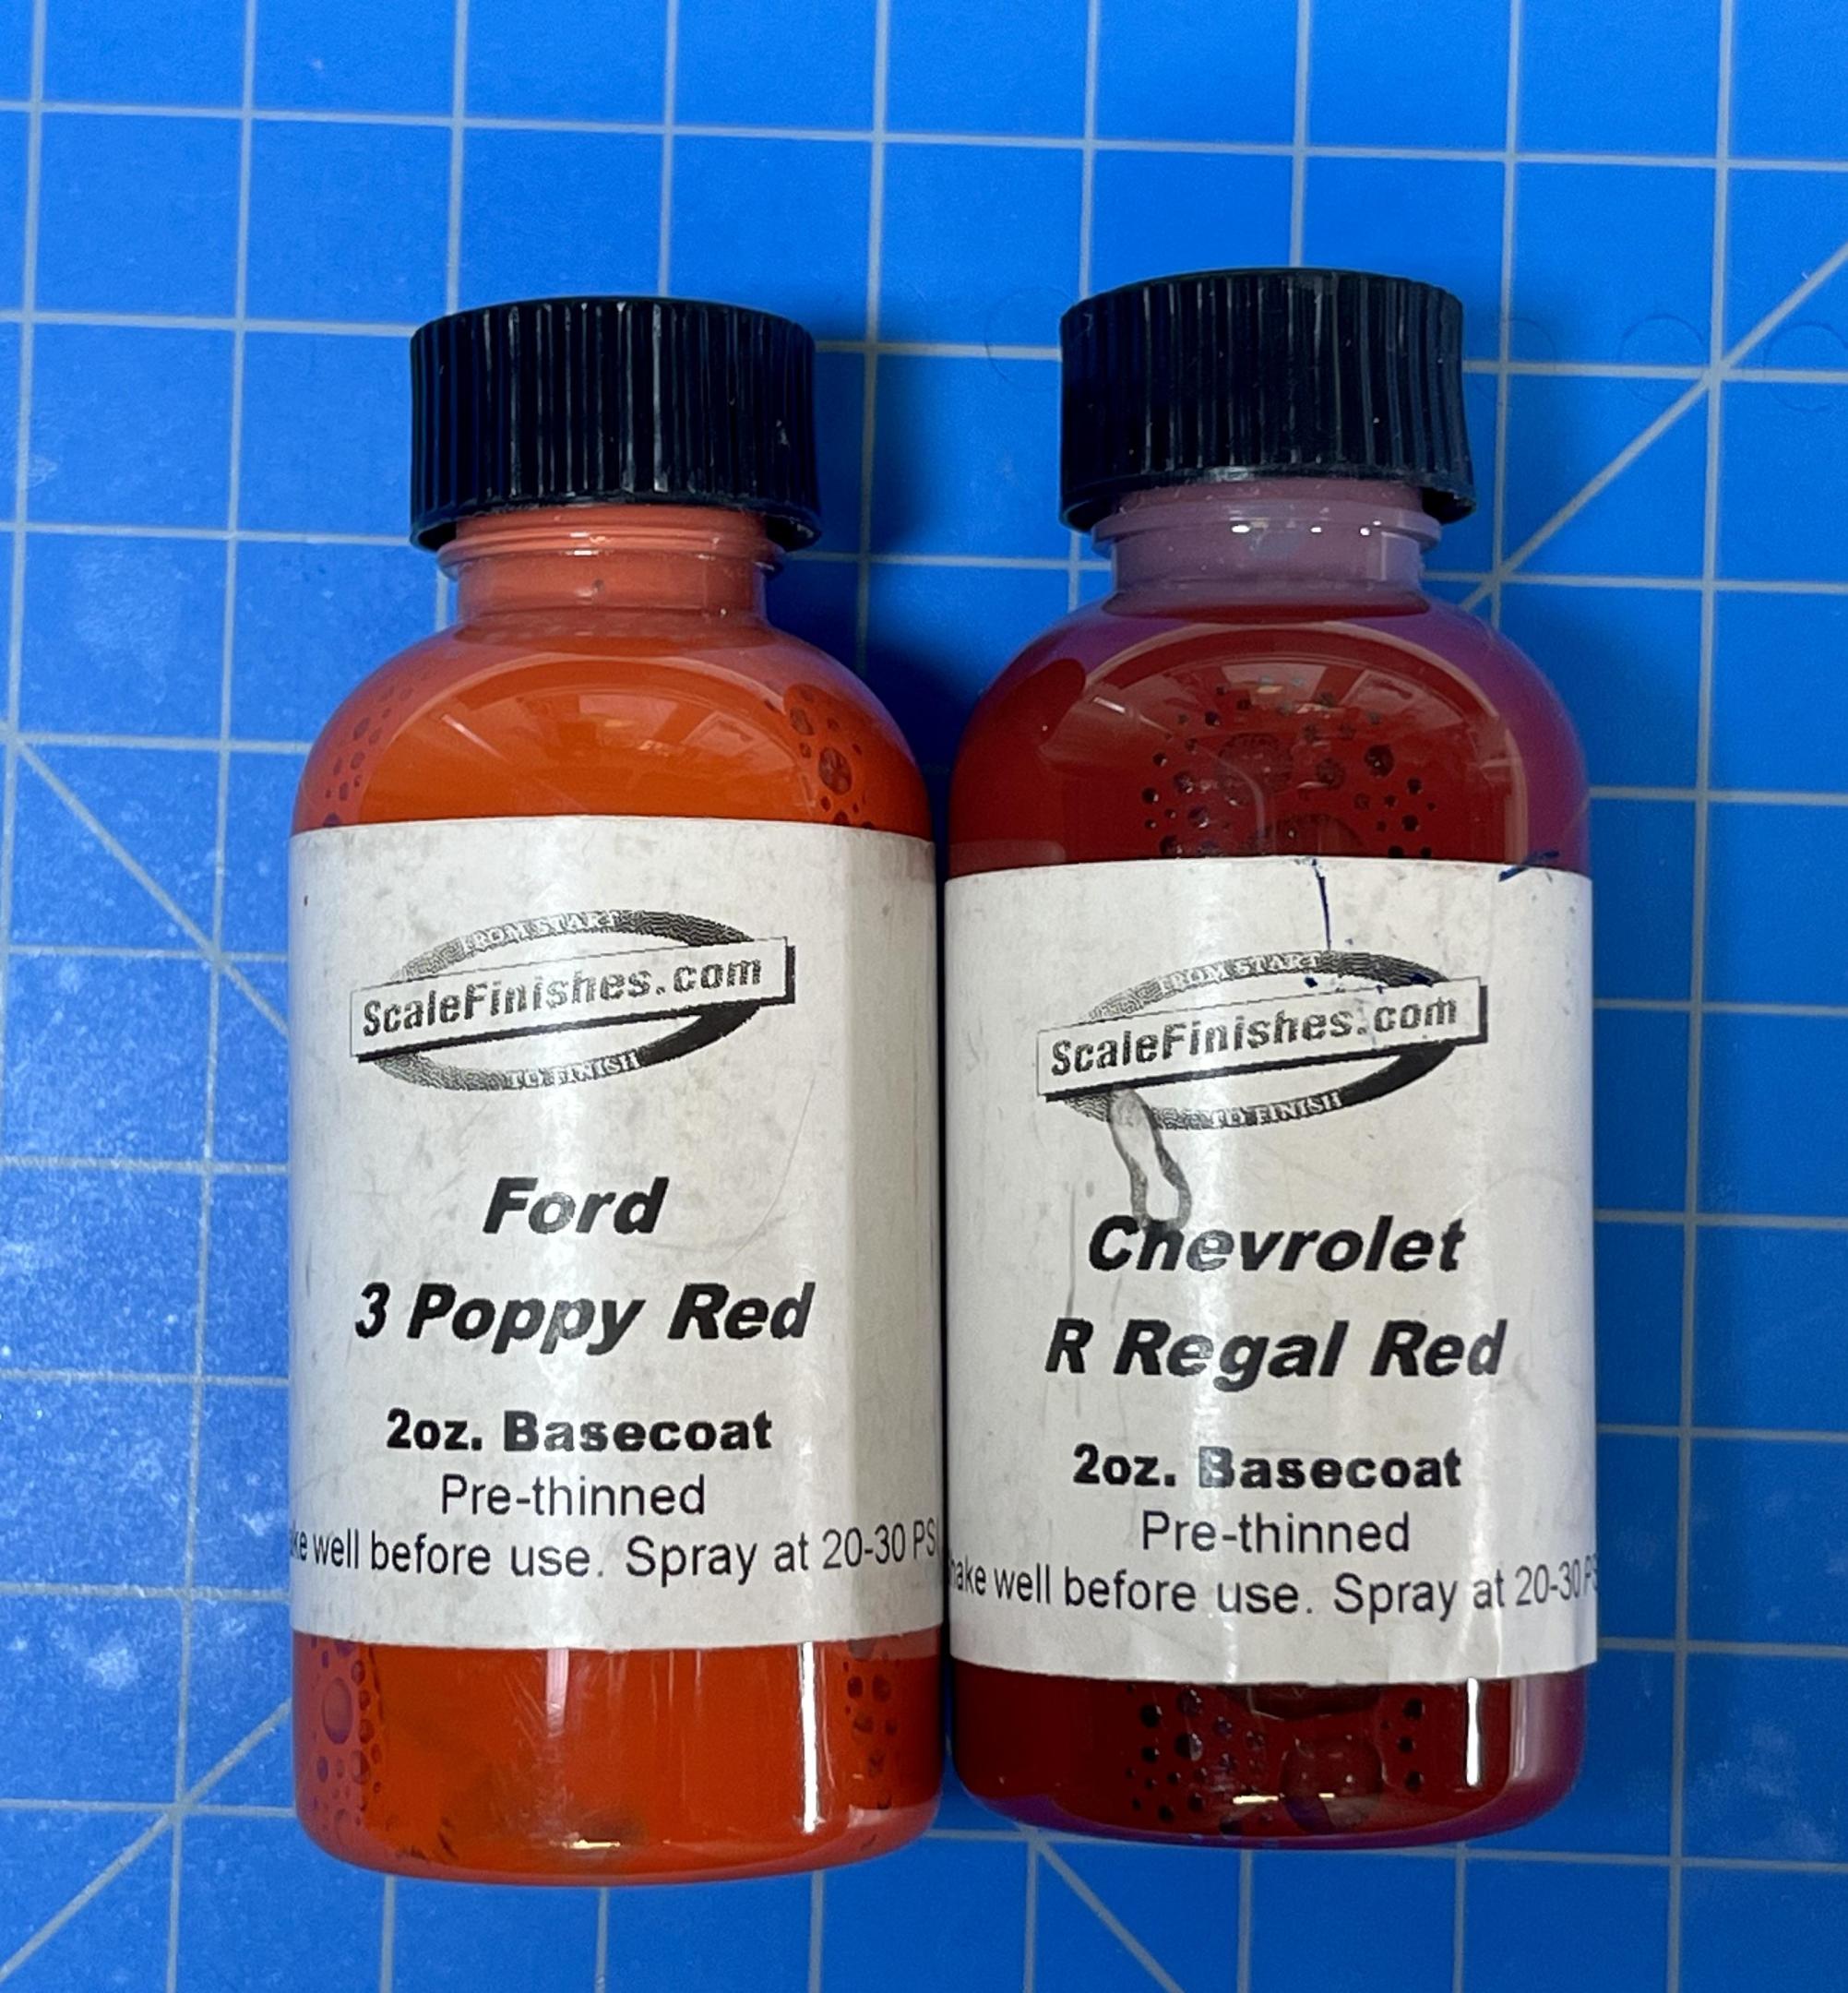 FROM START
ScaleFinishes.com
TO FINISH
Ford
3 Poppy Red
2oz. Basecoat
Pre-thinned
ke well before use. Spray at 20-30 PSI
FROM START
ScaleFinishes.com
TO FINISH
Chevrolet
R Regal Red
2oz. Basecoat
Pre-thinned
hake well before use. Spray at 20-30 PS